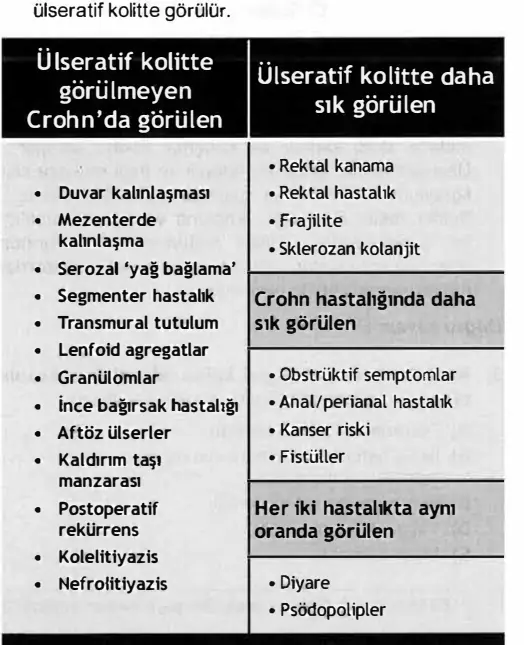 ülseratif kolitte görülür.
Ülseratif kolitte
görülmeyen
Crohn'da görülen
• Duvar kalınlaşması
• Mezenterde
kalınlaşma
• Serozal 'yağ bağlama'
• Segmenter hastalık
• Transmural tutulum
• Lenfoid agregatlar
• Granülomlar
• İnce bağırsak hastalığı
• Aftöz ülserler
• Kaldırım taşı
manzarası
• Postoperatif
rekürrens
• Kolelitiyazis
• Nefrolitiyazis
Ülseratif kolitte daha
sık görülen
• Rektal kanama
• Rektal hastalık
• Frajilite
• Sklerozan kolanjit
Crohn hastalığında daha
sık görülen
• Obstrüktif semptomlar
• Anal/perianal hastalık
• Kanser riski
• Fistüller
Her iki hastalıkta aynı
oranda görülen
• Diyare
• Psödopolipler